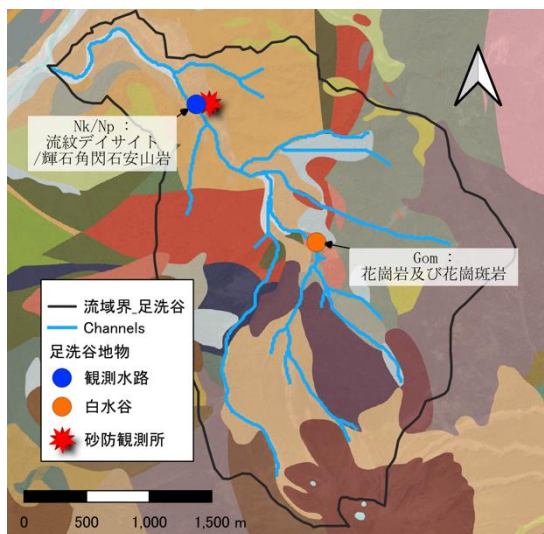 Nk/Np :
流紋デイサイト
/輝石角閃石安山岩
Gom :
花崗岩及び花崗斑岩
流域界_足洗谷
Channels
足洗谷地物
観測水路
白水谷
砂防観測所
0 500 1,000 1,500 m